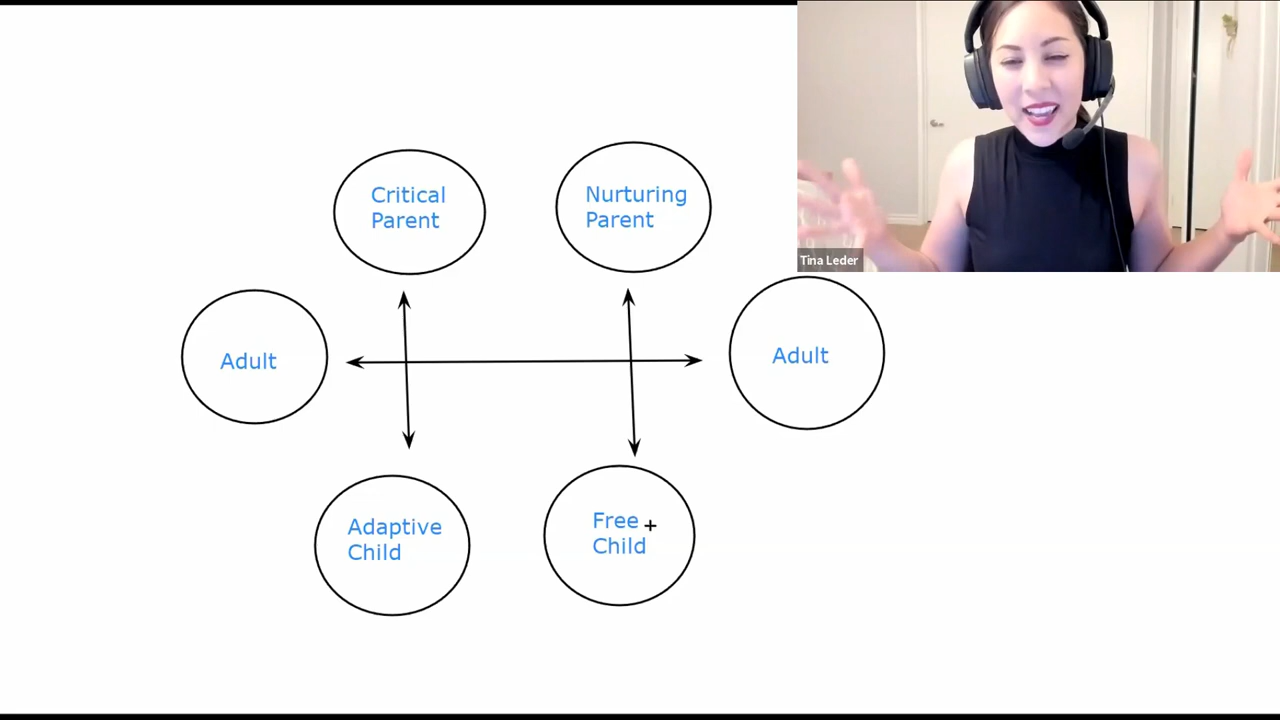 Critical
Parent
Nurturing
Parent
Tina Leder
Adult
Adult
Adaptive
Child
Free
Child